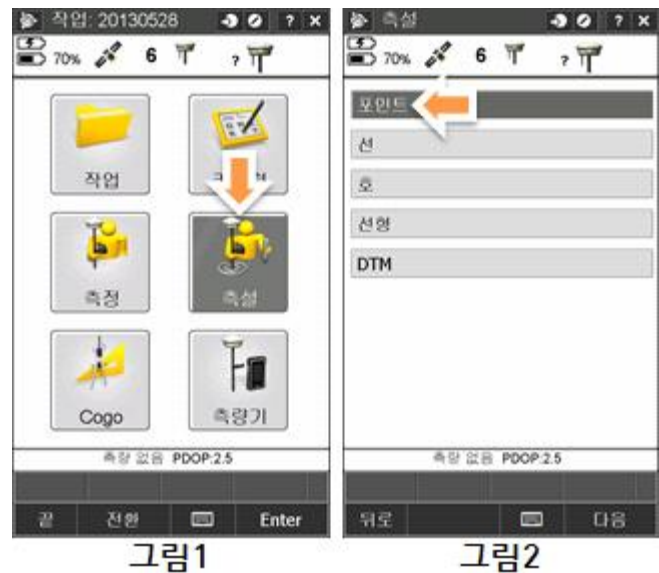 작업: 20130528 ? x
70% 6 ?
작업
측정
측설
Cogo
측량기
측량 없음 PDOP:2.5
끝 전환 Enter
그림1
측설 ? x
70% 6 ?
포인트
선
호
선형
DTM
측량 없음 PDOP:2.5
뒤로 다음
그림2